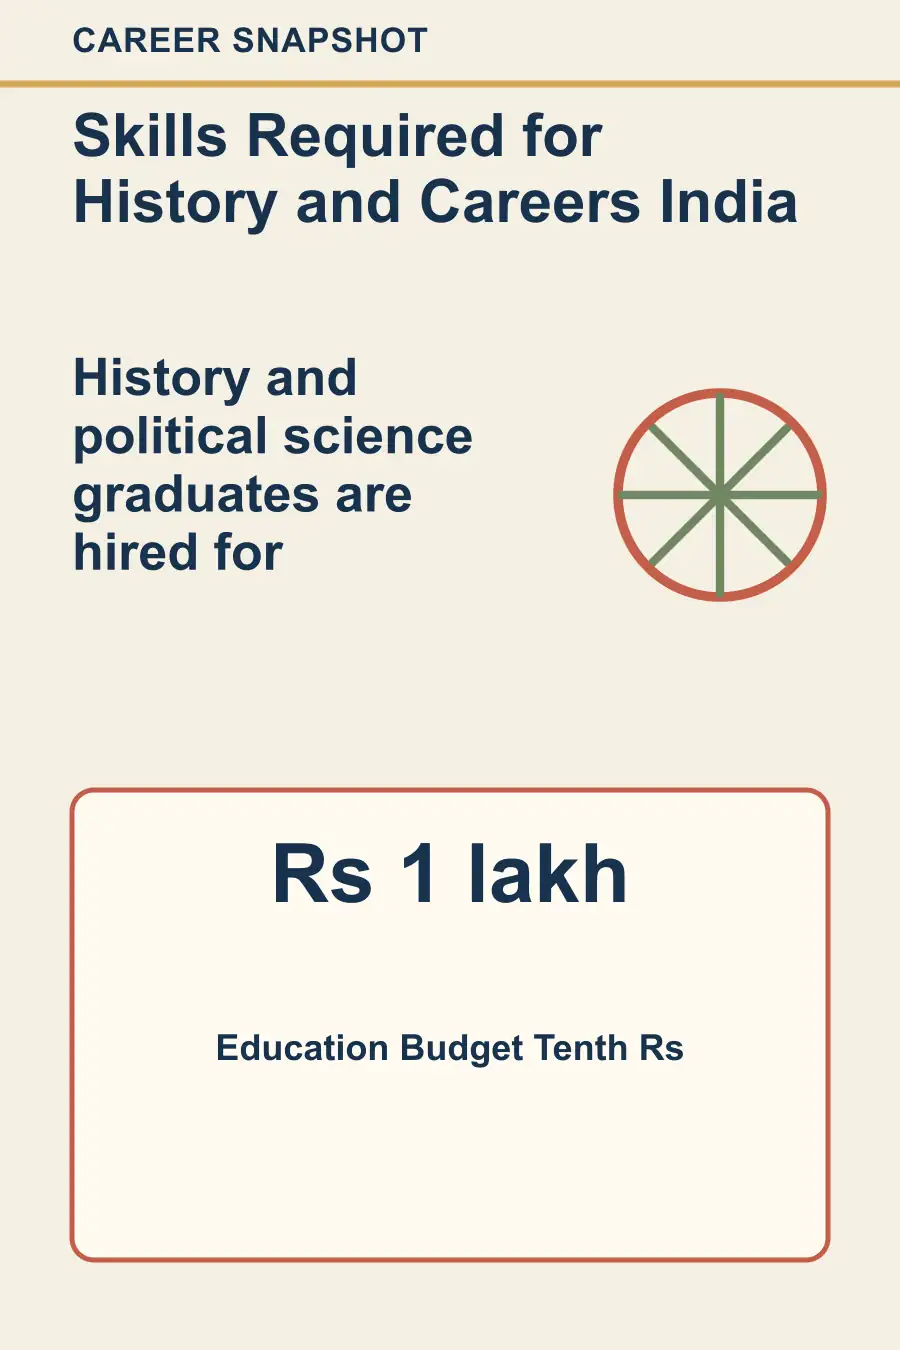 CAREER SNAPSHOT
Skills Required for
History and Careers India
History and
political science
graduates are
hired for
Rs 1 lakh
Education Budget Tenth Rs